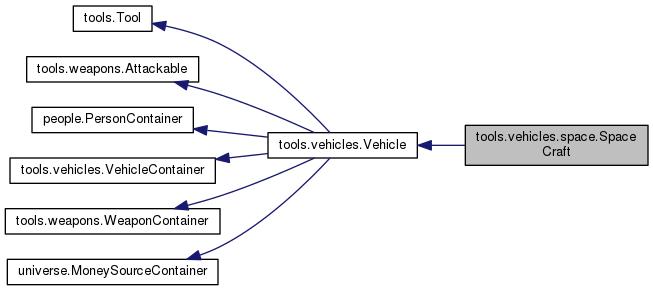 tools.Tool
tools.weapons.Attackable
people.PersonContainer
tools.vehicles.VehicleContainer
tools.weapons.WeaponContainer
universe.MoneySourceContainer
tools.vehicles.Vehicle
tools.vehicles.space.Space
Craft